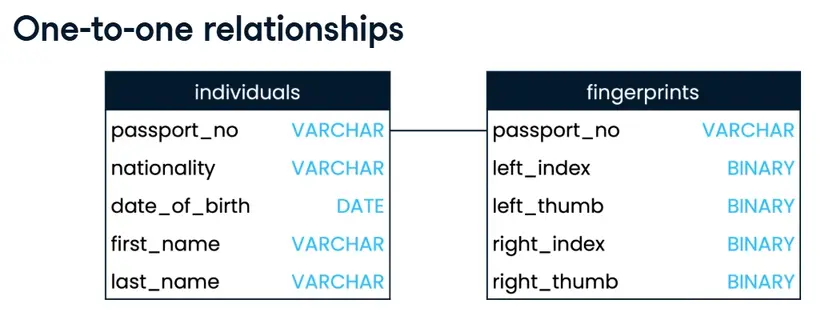 One-to-one relationships
individuals
passport_no VARCHAR
nationality VARCHAR
date_of_birth DATE
first_name VARCHAR
last_name VARCHAR
fingerprints
passport_no VARCHAR
left_index BINARY
left_thumb BINARY
right_index BINARY
right_thumb BINARY